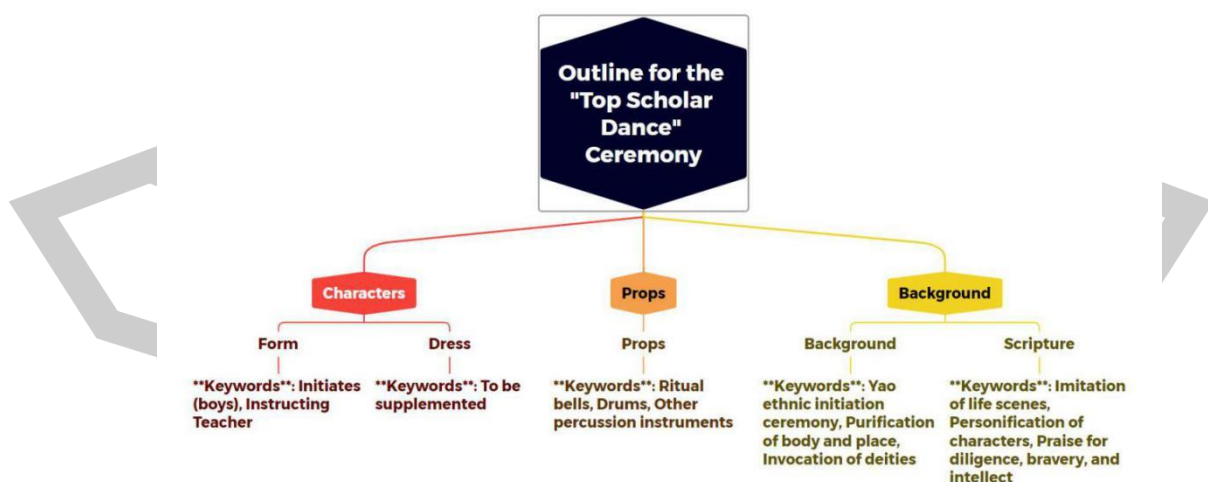 Outline for the
"Top Scholar
Dance"
Ceremony
Characters
Props
Background
Form
Dress
Props
Background
Scripture
**Keywords**: Initiates
(boys), Instructing
Teacher
**Keywords**: To be
supplemented
**Keywords**: Ritual
bells, Drums, Other
percussion instruments
**Keywords**: Yao
ethnic initiation
ceremony, Purification
of body and place,
Invocation of deities
**Keywords**: Imitation
of life scenes,
Personification of
characters, Praise for
diligence, bravery, and
intellect